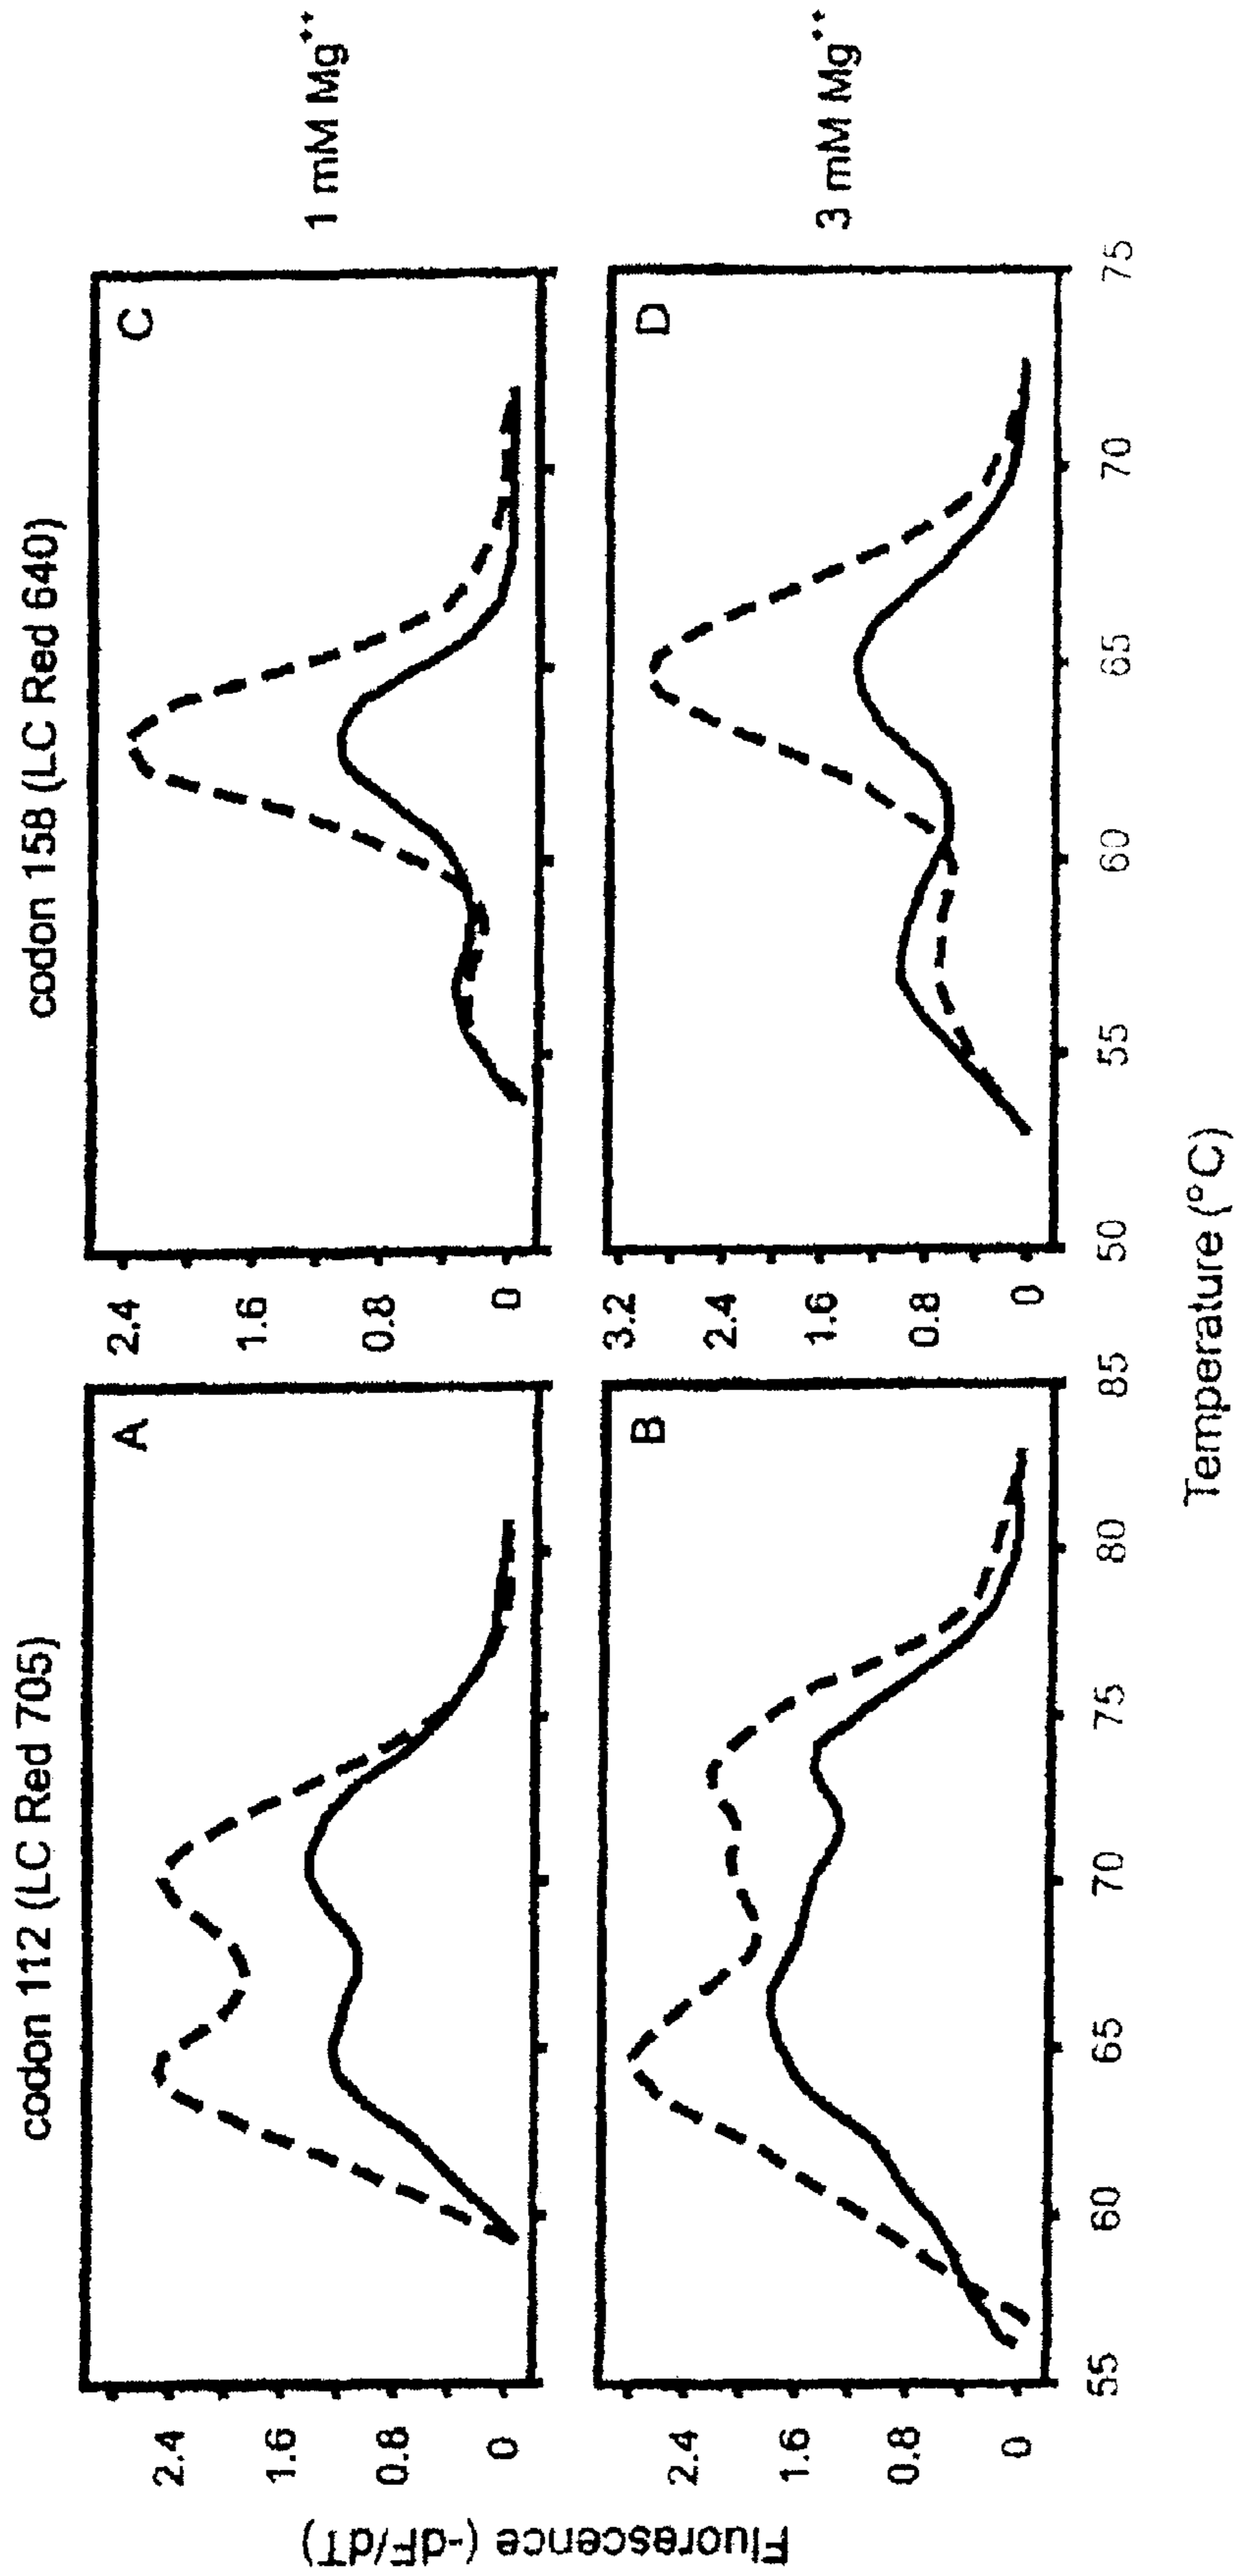 codon 112 (LC Red 705)
codon 158 (LC Red 640)
A
C
1 mM Mg++
2.4
1.6
0.8
0
2.4
1.6
0.8
0
Fluorescence (-dF/dT)
B
D
3 mM Mg++
2.4
1.6
0.8
0
3.2
2.4
1.6
0.8
0
55 60 65 70 75 80 85
50 55 60 65 70 75
Temperature (°C)